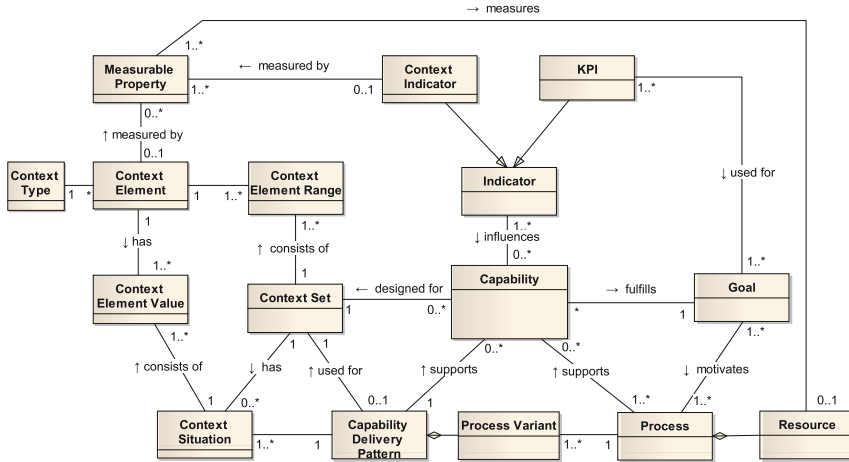 → measures
1..*
Measurable
Property
← measured by
1..*
0..1
Context
Indicator
KPI
1..*
0..*
↑ measured by
0..1
Context
Type
1
*
Context
Element
1
1..*
Context
Element Range
Indicator
↓ used for
1
↓ has
1..*
1..*
↑ consists of
1
1..*
↓ influences
0..*
1..*
Context
Element Value
Context Set
← designed for
1
0..*
Capability
→ fulfills
*
1
Goal
1..*
↑ consists of
1
1
↓ has
0..*
1
↑ used for
0..1
0..*
↑ supports
1
0..*
↑ supports
1..*
1..*
↓ motivates
1..*
0..1
Context
Situation
1..*
1
Capability
Delivery
Pattern
Process Variant
1..*
1
Process
Resource